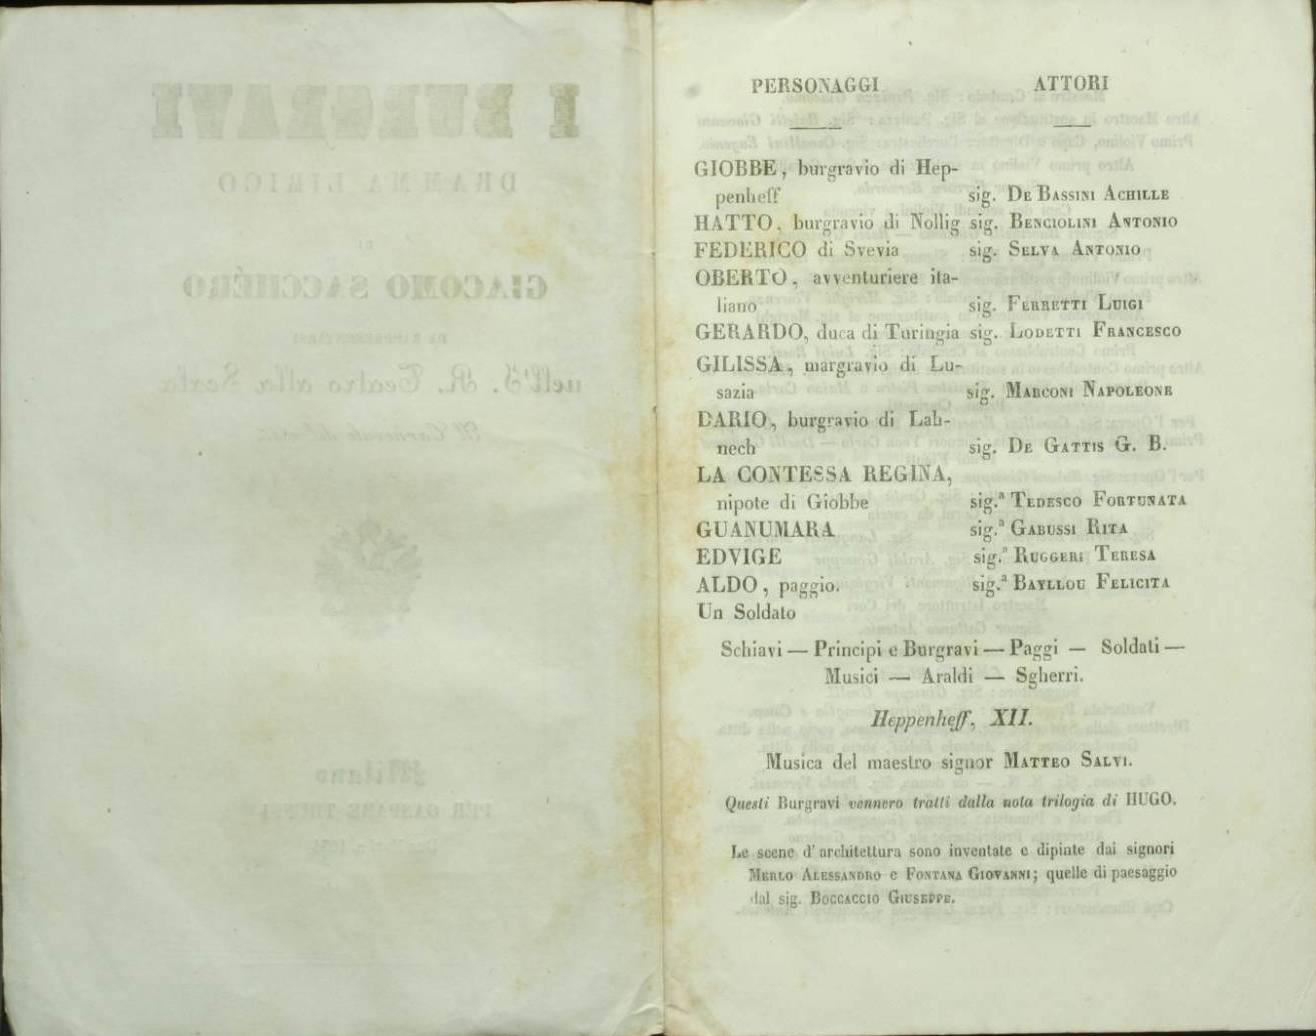 PERSONAGGI ATTORI
GIOBBE, burgravio di Hep-
penheff sig. DE BASSINI ACHILLE
HATTO, burgravio di Nollig sig. BENCIOLINI ANTONIO
FEDERICO di Svevia sig. SELVA ANTONIO
OBERTO, avventuriere ita-
liano sig. FERRETTI LUIGI
GERARDO, duca di Turingia sig. LODETTI FRANCESCO
GILISSA, margravio di Lu-
sazia sig. MARCONI NAPOLEONE
DARIO, burgravio di Lah-
nech sig. DE GATTIS G. B.
LA CONTESSA REGINA,
nipote di Giobbe sig.ª TEDESCO FORTUNATA
GUANUMARA sig.ª GABUSSI RITA
EDVIGE sig.ª RUGGERI TERESA
ALDO, paggio. sig.ª BAYLLOU FELICITA
Un Soldato
Schiavi — Principi e Burgravi — Paggi — Soldati —
Musici — Araldi — Sgherri.
Heppenheff, XII.
Musica del maestro signor MATTEO SALVI.
Questi Burgravi vennero tratti dalla nota trilogia di HUGO.
Le scene d'architettura sono inventate e dipinte dai signori
MERLO ALESSANDRO e FONTANA GIOVANNI; quelle di paesaggio
dal sig. BOCCACCIO GIUSEPPE.